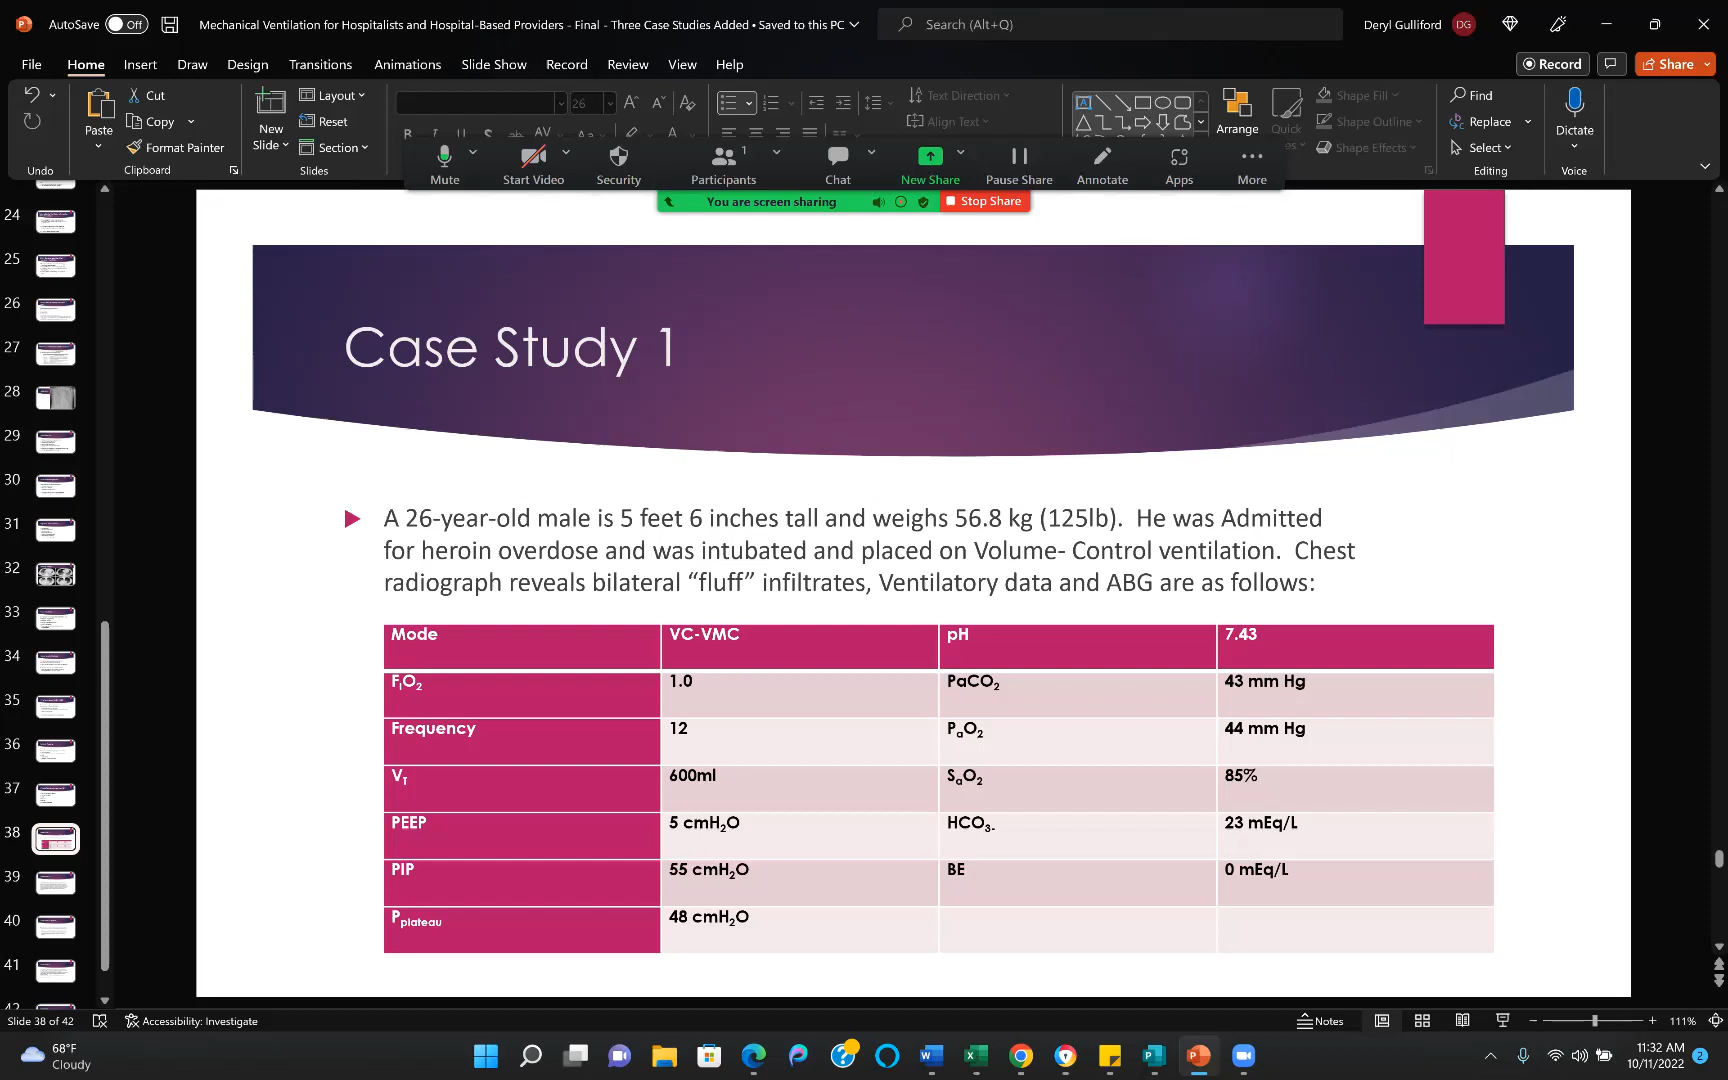 AutoSave Off Mechanical Ventilation for Hospitalists and Hospital-Based Providers - Final - Three Case Studies Added • Saved to this PC Search (Alt+Q) Deryl Gulliford DG
File Home Insert Draw Design Transitions Animations Slide Show Record Review View Help Record Share
Cut
Copy
Format Painter
Paste
New
Slide
Layout
Reset
Section
26
Text Direction
Align Text
Arrange
Quick
Shape Fill
Shape Outline
Shape Effects
Find
Replace
Select
Dictate
Undo Clipboard Slides Editing Voice
Mute Start Video Security Participants 1 Chat New Share Pause Share Annotate Apps More
You are screen sharing Stop Share
24
25
26
27
28
29
30
31
32
33
34
35
36
37
38
39
40
41
42
Case Study 1
A 26-year-old male is 5 feet 6 inches tall and weighs 56.8 kg (125lb). He was Admitted
for heroin overdose and was intubated and placed on Volume- Control ventilation. Chest
radiograph reveals bilateral “fluff” infiltrates, Ventilatory data and ABG are as follows:
Mode VC-VMC pH 7.43
FIO2 1.0 PaCO2 43 mm Hg
Frequency 12 PaO2 44 mm Hg
VT 600ml SaO2 85%
PEEP 5 cmH2O HCO3- 23 mEq/L
PIP 55 cmH2O BE 0 mEq/L
Pplateau 48 cmH2O
Slide 38 of 42 Accessibility: Investigate Notes 111%
68°F
Cloudy
11:32 AM
10/11/2022 2